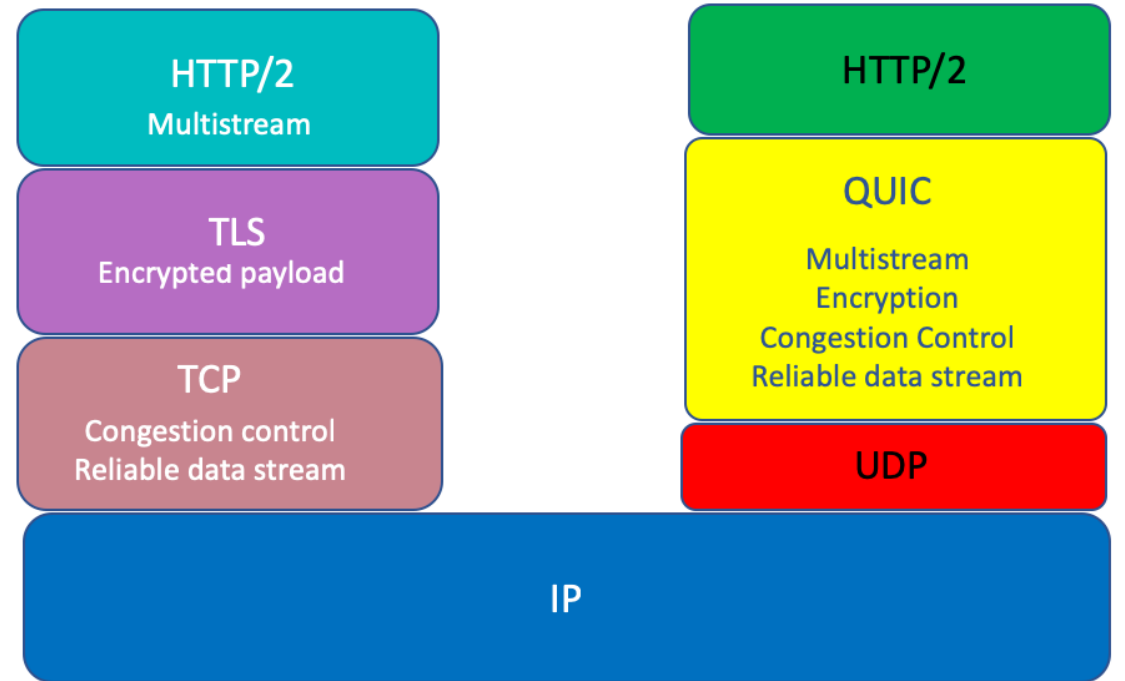 HTTP/2
Multistream
TLS
Encrypted payload
TCP
Congestion control
Reliable data stream
HTTP/2
QUIC
Multistream
Encryption
Congestion Control
Reliable data stream
UDP
IP